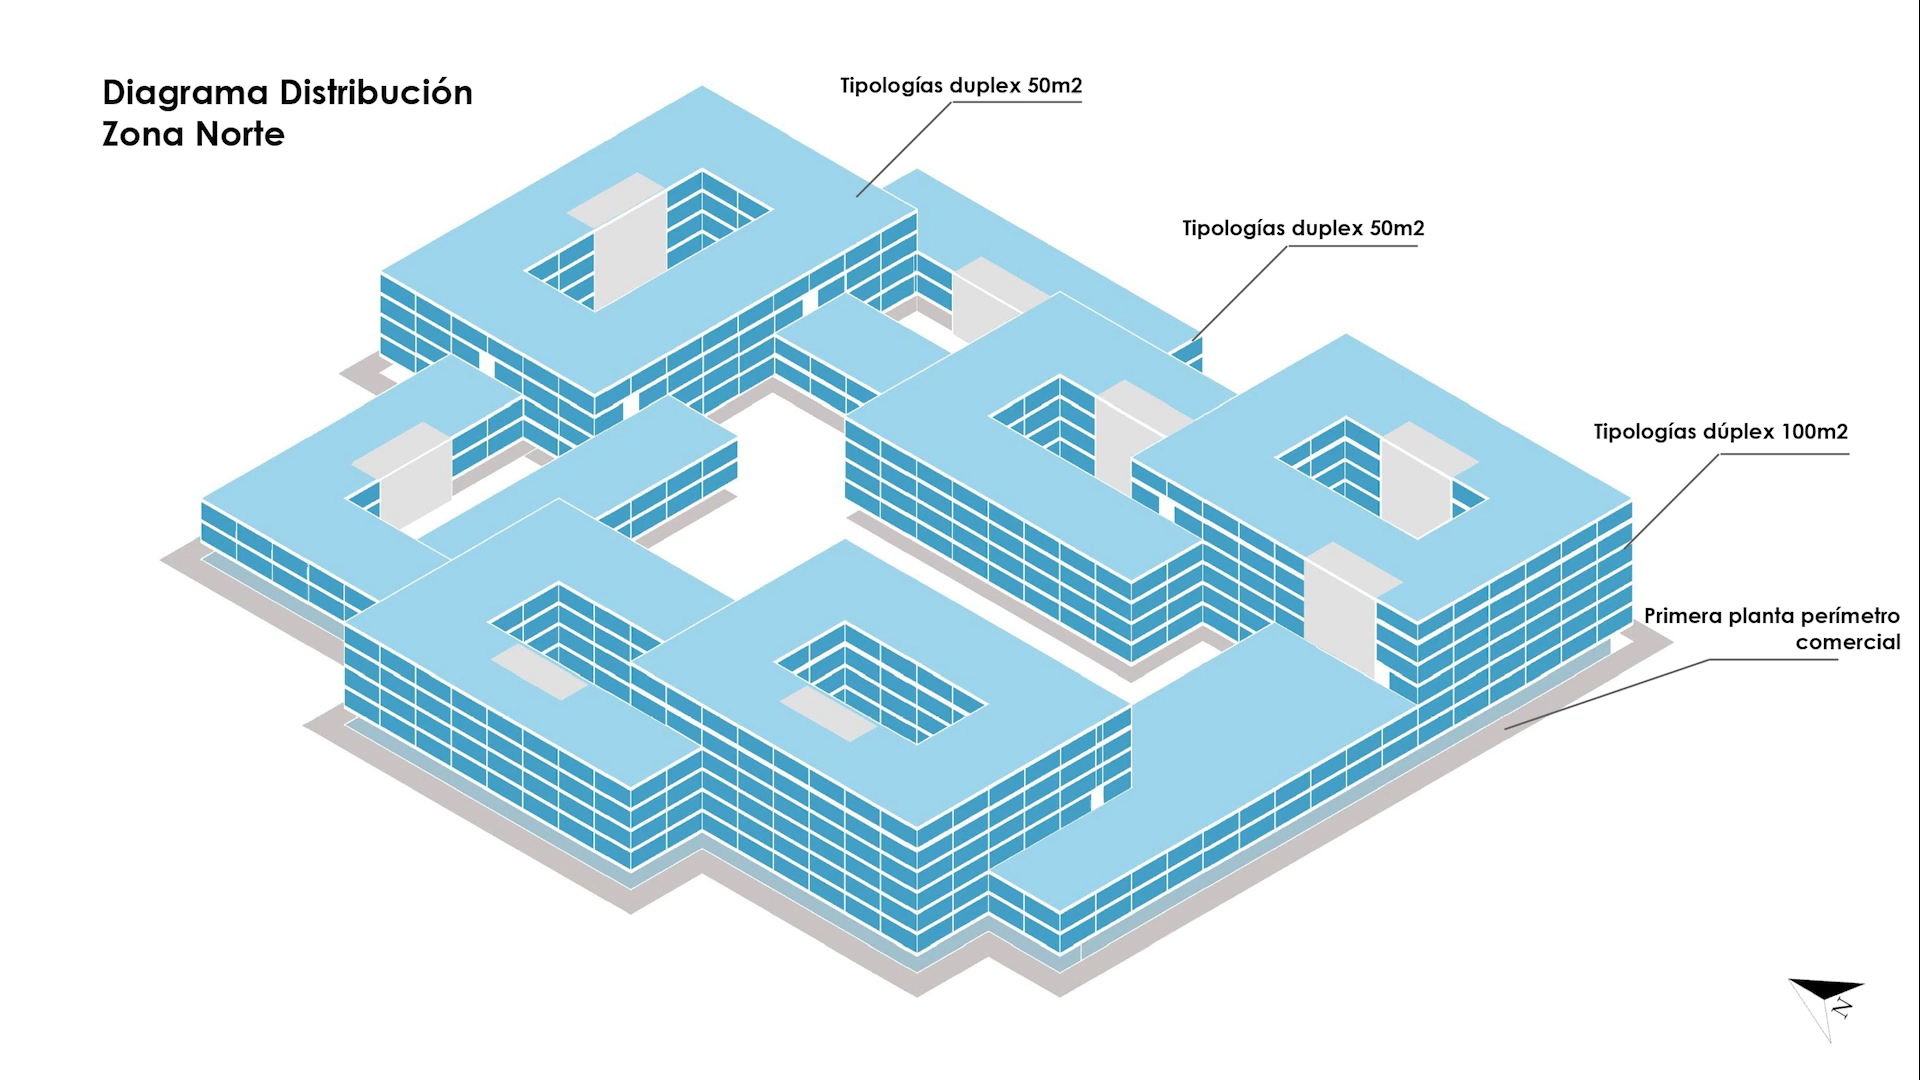 Diagrama Distribución
Zona Norte
Tipologías duplex 50m2
Tipologías duplex 50m2
Tipologías dúplex 100m2
Primera planta perímetro
comercial
N